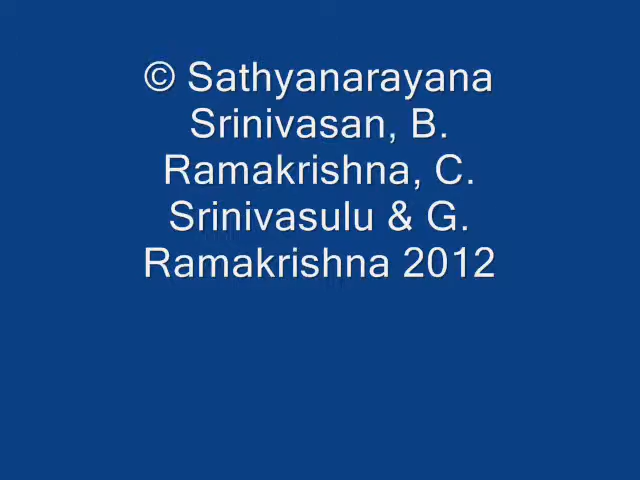 © Sathyanarayana
Srinivasan, B.
Ramakrishna, C.
Srinivasulu & G.
Ramakrishna 2012